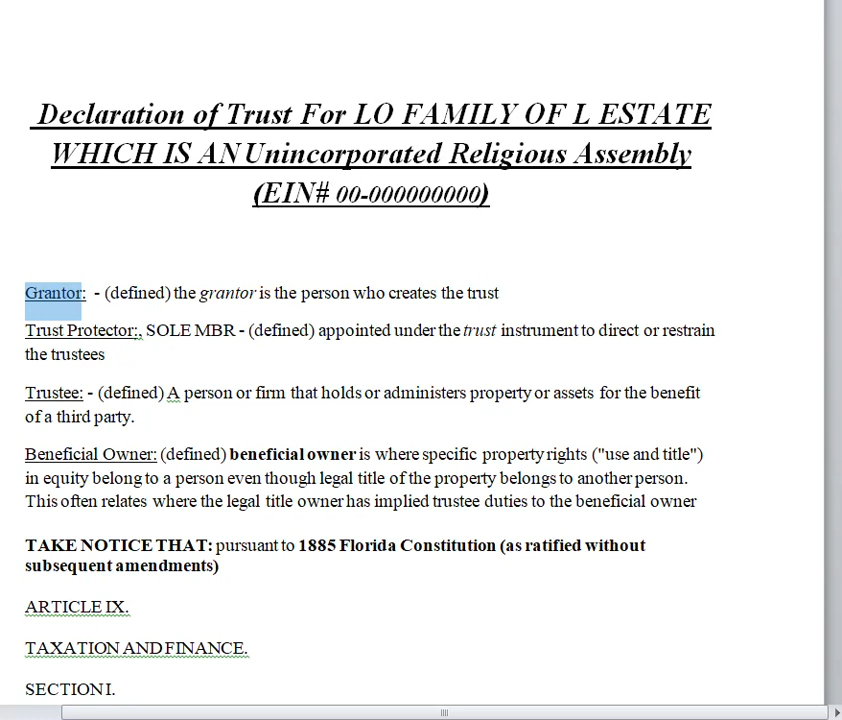 Declaration of Trust For LO FAMILY OF L ESTATE
WHICH IS AN Unincorporated Religious Assembly
(EIN# 00-000000000)
Grantor: - (defined) the grantor is the person who creates the trust
Trust Protector:, SOLE MBR - (defined) appointed under the trust instrument to direct or restrain
the trustees
Trustee: - (defined) A person or firm that holds or administers property or assets for the benefit
of a third party.
Beneficial Owner: (defined) beneficial owner is where specific property rights ("use and title")
in equity belong to a person even though legal title of the property belongs to another person.
This often relates where the legal title owner has implied trustee duties to the beneficial owner
TAKE NOTICE THAT: pursuant to 1885 Florida Constitution (as ratified without
subsequent amendments)
ARTICLE IX.
TAXATION AND FINANCE.
SECTION I.